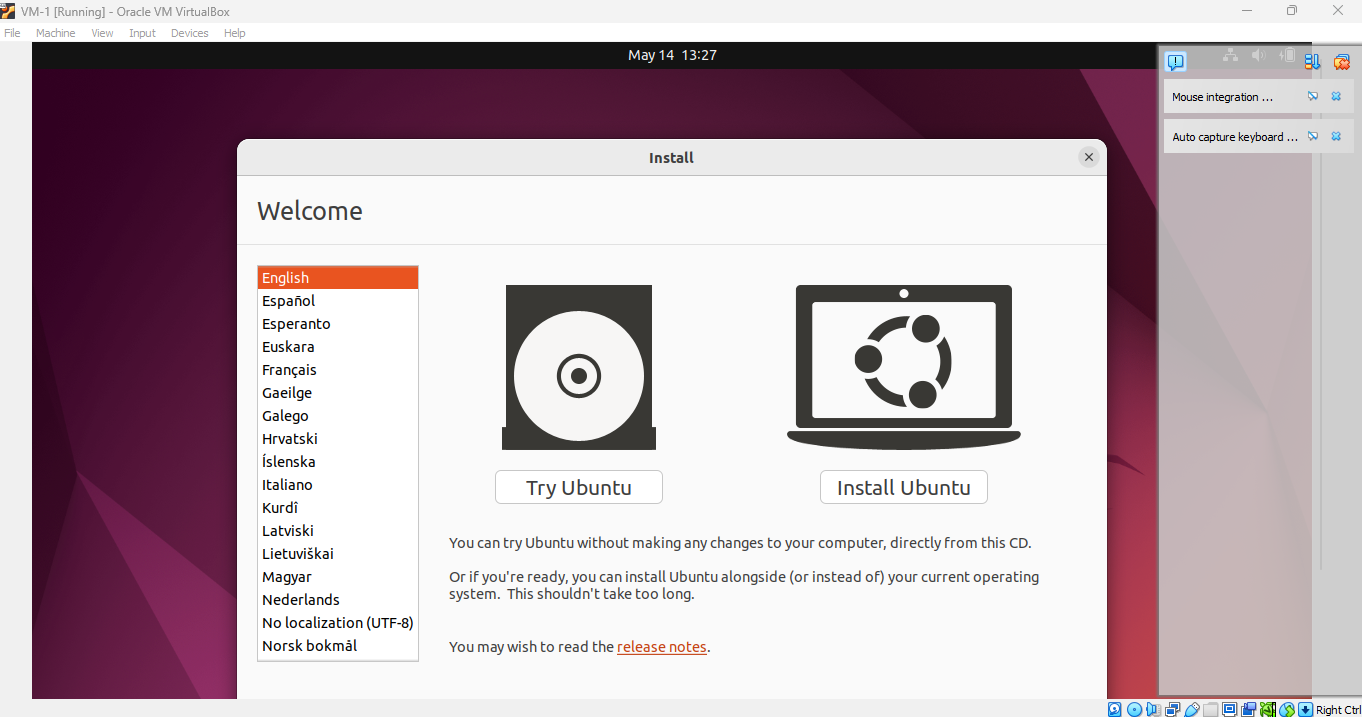 VM-1 [Running] - Oracle VM VirtualBox
File Machine View Input Devices Help
May 14 13:27
Mouse integration ...
Auto capture keyboard ...
Install
Welcome
English
Español
Esperanto
Euskara
Français
Gaeilge
Galego
Hrvatski
Íslenska
Italiano
Kurdî
Latviski
Lietuviškai
Magyar
Nederlands
No localization (UTF-8)
Norsk bokmål
Try Ubuntu
Install Ubuntu
You can try Ubuntu without making any changes to your computer, directly from this CD.
Or if you're ready, you can install Ubuntu alongside (or instead of) your current operating
system. This shouldn't take too long.
You may wish to read the release notes.
Right Ctrl